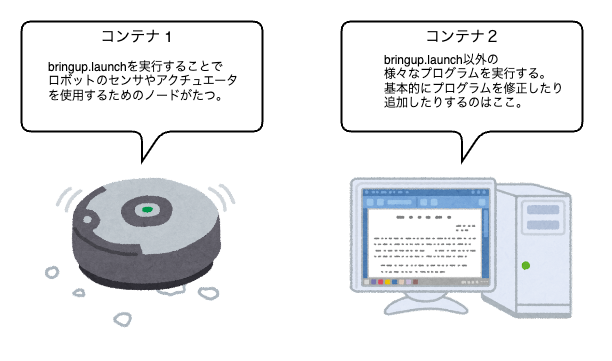 コンテナ１
bringup.launchを実行することで
ロボットのセンサやアクチュエータ
を使用するためのノードがたつ。
コンテナ２
bringup.launch以外の
様々なプログラムを実行する。
基本的にプログラムを修正したり
追加したりするのはここ。